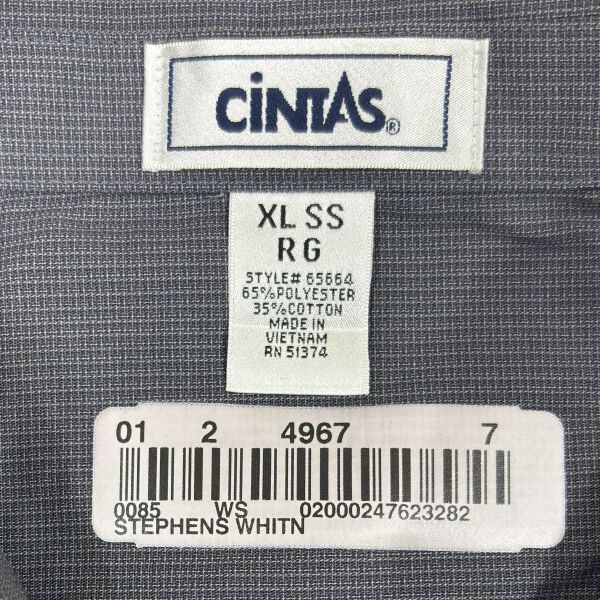 CiNTAS®
XL SS
RG
STYLE# 65664
65%POLYESTER
35%COTTON
MADE IN
VIETNAM
RN 51374
01 2 4967 7
0085 WS 02000247623282
STEPHENS WHITN